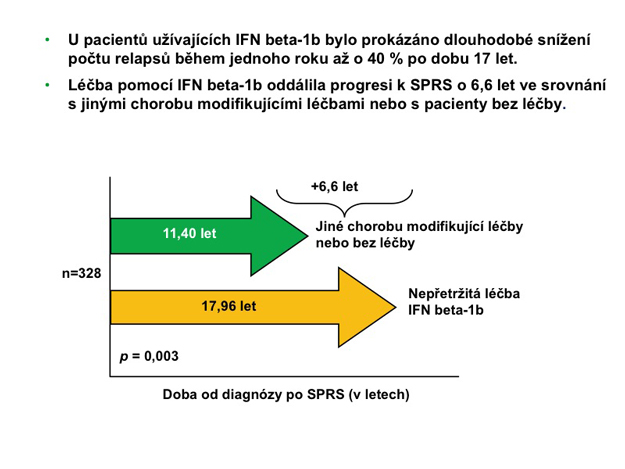 • U pacientů užívajících IFN beta-1b bylo prokázáno dlouhodobé snížení
počtu relapsů během jednoho roku až o 40 % po dobu 17 let.
• Léčba pomocí IFN beta-1b oddálila progresi k SPRS o 6,6 let ve srovnání
s jinými chorobu modifikujícími léčbami nebo s pacienty bez léčby.
+6,6 let
11,40 let
Jiné chorobu modifikující léčby
nebo bez léčby
n=328
17,96 let
Nepřetržitá léčba
IFN beta-1b
p = 0,003
Doba od diagnózy po SPRS (v letech)